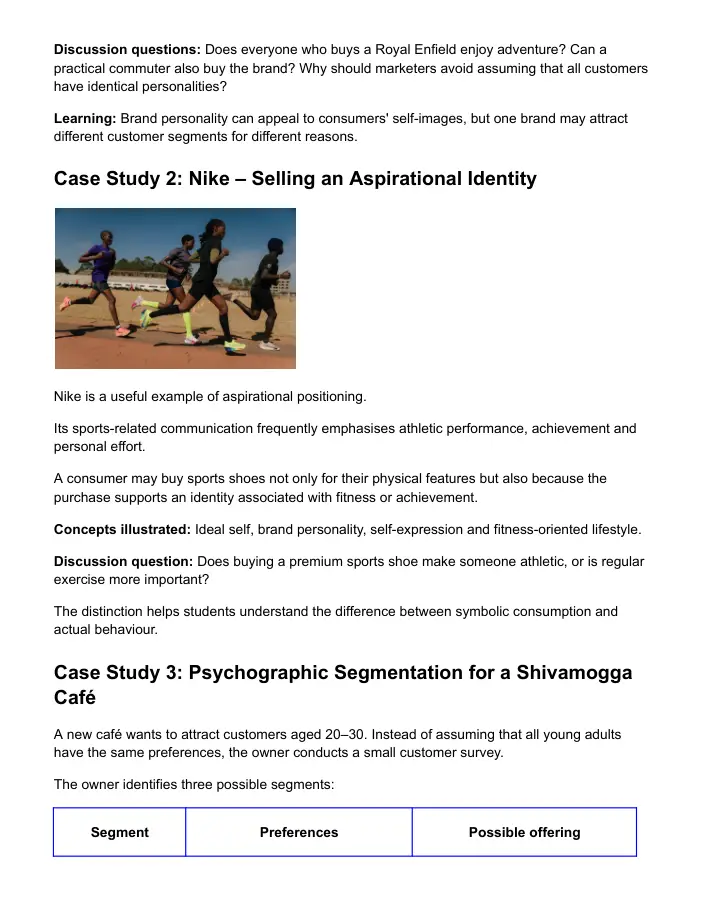 Discussion questions: Does everyone who buys a Royal Enfield enjoy adventure? Can a
practical commuter also buy the brand? Why should marketers avoid assuming that all customers
have identical personalities?
Learning: Brand personality can appeal to consumers' self-images, but one brand may attract
different customer segments for different reasons.
Case Study 2: Nike – Selling an Aspirational Identity
Nike is a useful example of aspirational positioning.
Its sports-related communication frequently emphasises athletic performance, achievement and
personal effort.
A consumer may buy sports shoes not only for their physical features but also because the
purchase supports an identity associated with fitness or achievement.
Concepts illustrated: Ideal self, brand personality, self-expression and fitness-oriented lifestyle.
Discussion question: Does buying a premium sports shoe make someone athletic, or is regular
exercise more important?
The distinction helps students understand the difference between symbolic consumption and
actual behaviour.
Case Study 3: Psychographic Segmentation for a Shivamogga
Café
A new café wants to attract customers aged 20–30. Instead of assuming that all young adults
have the same preferences, the owner conducts a small customer survey.
The owner identifies three possible segments:
Segment Preferences Possible offering